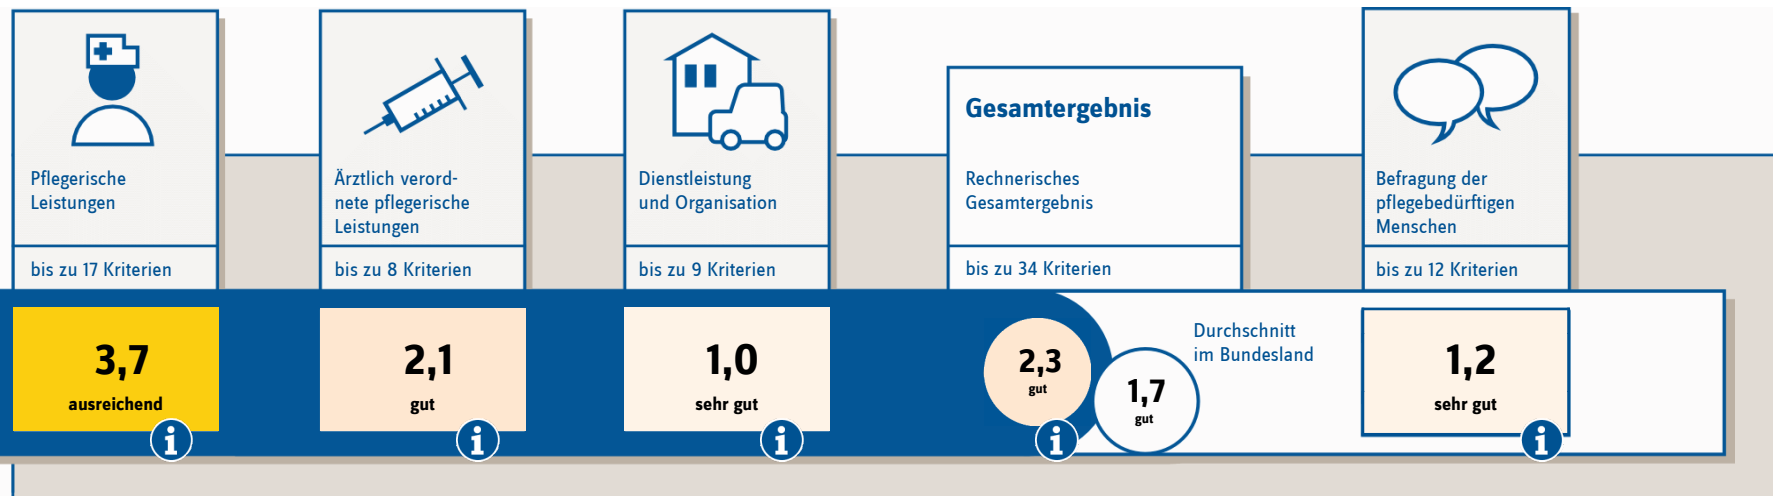 Pflegerische
Leistungen
bis zu 17 Kriterien
3,7
ausreichend
i
Ärztlich verord-
nete pflegerische
Leistungen
bis zu 8 Kriterien
2,1
gut
i
Dienstleistung
und Organisation
bis zu 9 Kriterien
1,0
sehr gut
i
Gesamtergebnis
Rechnerisches
Gesamtergebnis
bis zu 34 Kriterien
2,3
gut
i
1,7
gut
Durchschnitt
im Bundesland
Befragung der
pflegebedürftigen
Menschen
bis zu 12 Kriterien
1,2
sehr gut
i